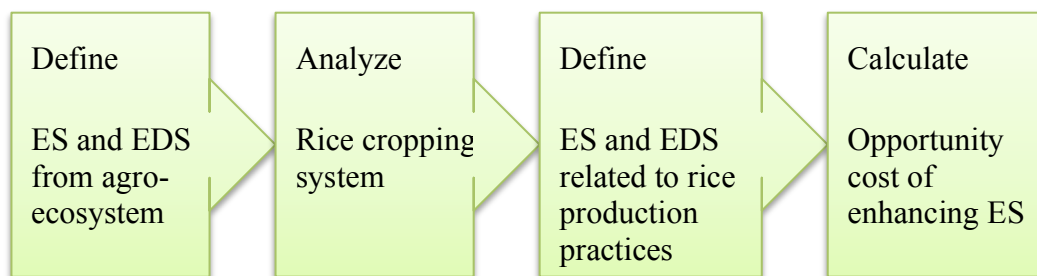 Define
ES and EDS
from agro-
ecosystem
Analyze
Rice cropping
system
Define
ES and EDS
related to rice
production
practices
Calculate
Opportunity
cost of
enhancing ES